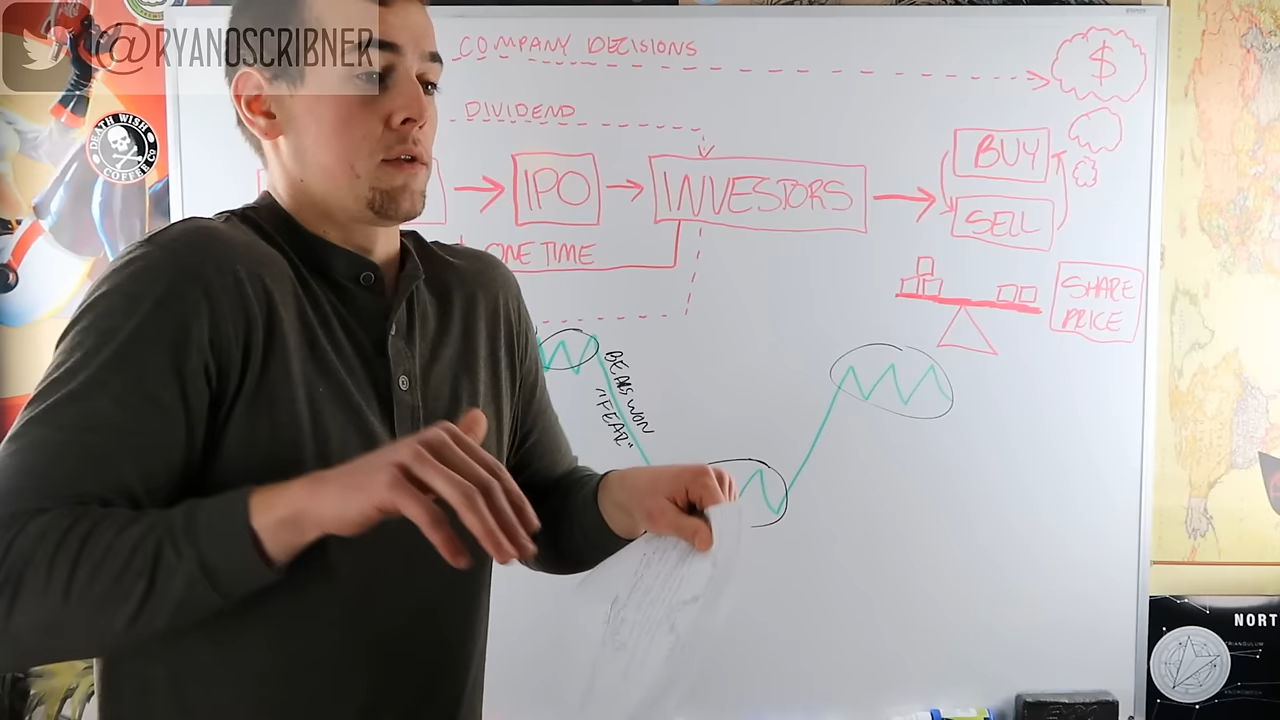 @RYANOSCRIBNER
COMPANY DECISIONS
$
DIVIDEND
DEATH WISH
COFFEE CO
IPO
INVESTORS
BUY
SELL
ONE TIME
SHARE
PRICE
BEARS WON
"FEAR"
NORT